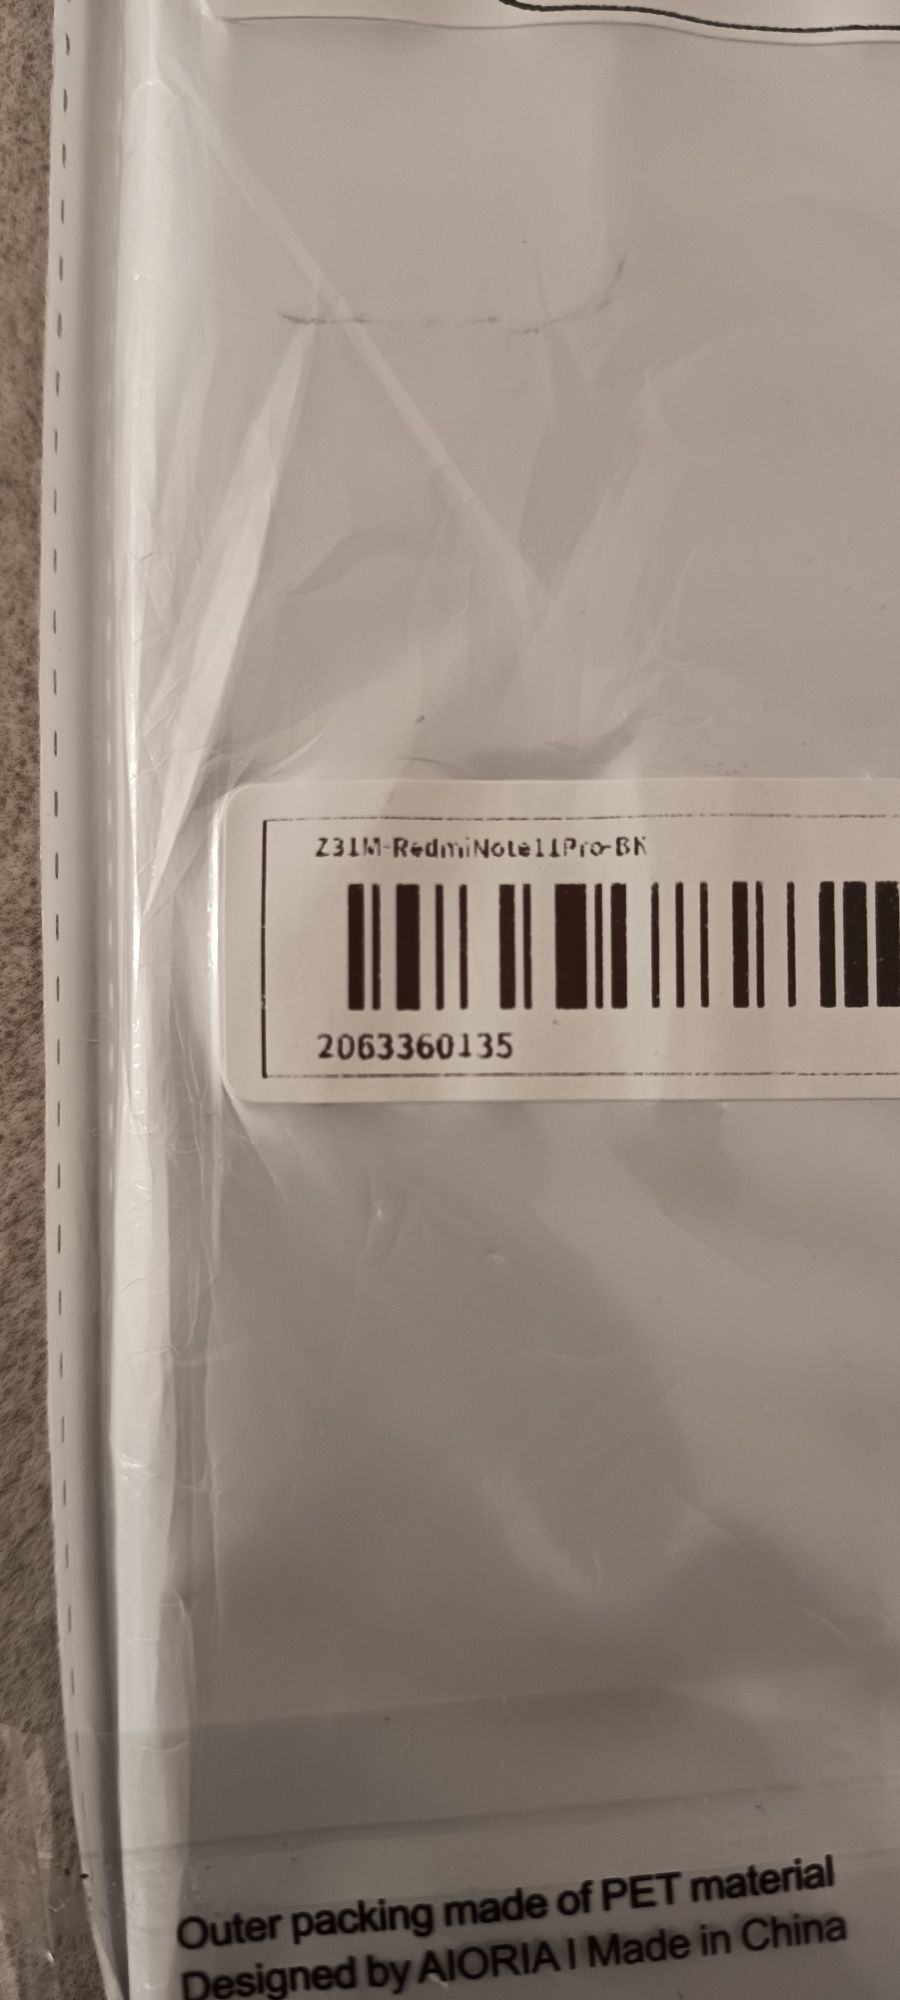 Z31M-RedmiNote11Pro-BK
2063360135
Outer packing made of PET material
Designed by AIORIA | Made in China